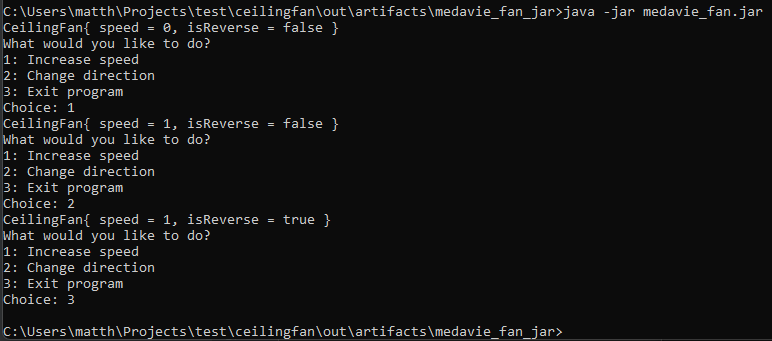 C:\Users\matth\Projects\test\ceilingfan\out\artifacts\medavie_fan_jar>java -jar medavie_fan.jar
CeilingFan{ speed = 0, isReverse = false }
What would you like to do?
1: Increase speed
2: Change direction
3: Exit program
Choice: 1
CeilingFan{ speed = 1, isReverse = false }
What would you like to do?
1: Increase speed
2: Change direction
3: Exit program
Choice: 2
CeilingFan{ speed = 1, isReverse = true }
What would you like to do?
1: Increase speed
2: Change direction
3: Exit program
Choice: 3
C:\Users\matth\Projects\test\ceilingfan\out\artifacts\medavie_fan_jar>